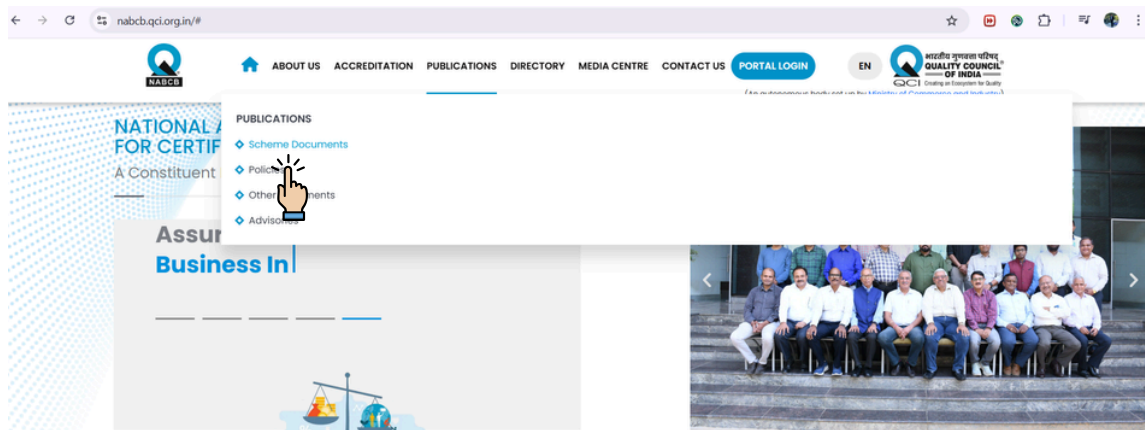 nabcb.qci.org.in/#
NABCB
ABOUT US ACCREDITATION PUBLICATIONS DIRECTORY MEDIA CENTRE CONTACT US PORTAL LOGIN EN
भारतीय गुणवत्ता परिषद्
QUALITY COUNCIL
OF INDIA
QCI Creating an Ecosystem for Quality
(An autonomous body set up by Ministry of Commerce and Industry)
NATIONAL A
FOR CERTIF
A Constituent
PUBLICATIONS
Scheme Documents
Policies
Other
ments
Advisories
Assur
Business In